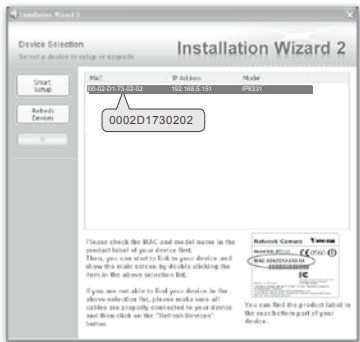 Installation Wizard 2
Device Selection
Select a device to setup or upgrade
Installation Wizard 2
Smart
Setup
Refresh
Devices
MAC IP Address Model
00-02-D1-73-02-02 192.168.5.151 IP8331
0002D1730202
Please check the MAC and model name in the
product label of your device first.
Then, you can start to link to your device and
show the main screen by double clicking the
item in the above selection list.
If you are not able to find your device in the
above selection list, please make sure all
cables are properly connected to your device
and then click on the "Refresh Devices"
button.
Network Camera VIVOTEK
0560
FC
You can find the product label in
the rear/bottom part of your
device.